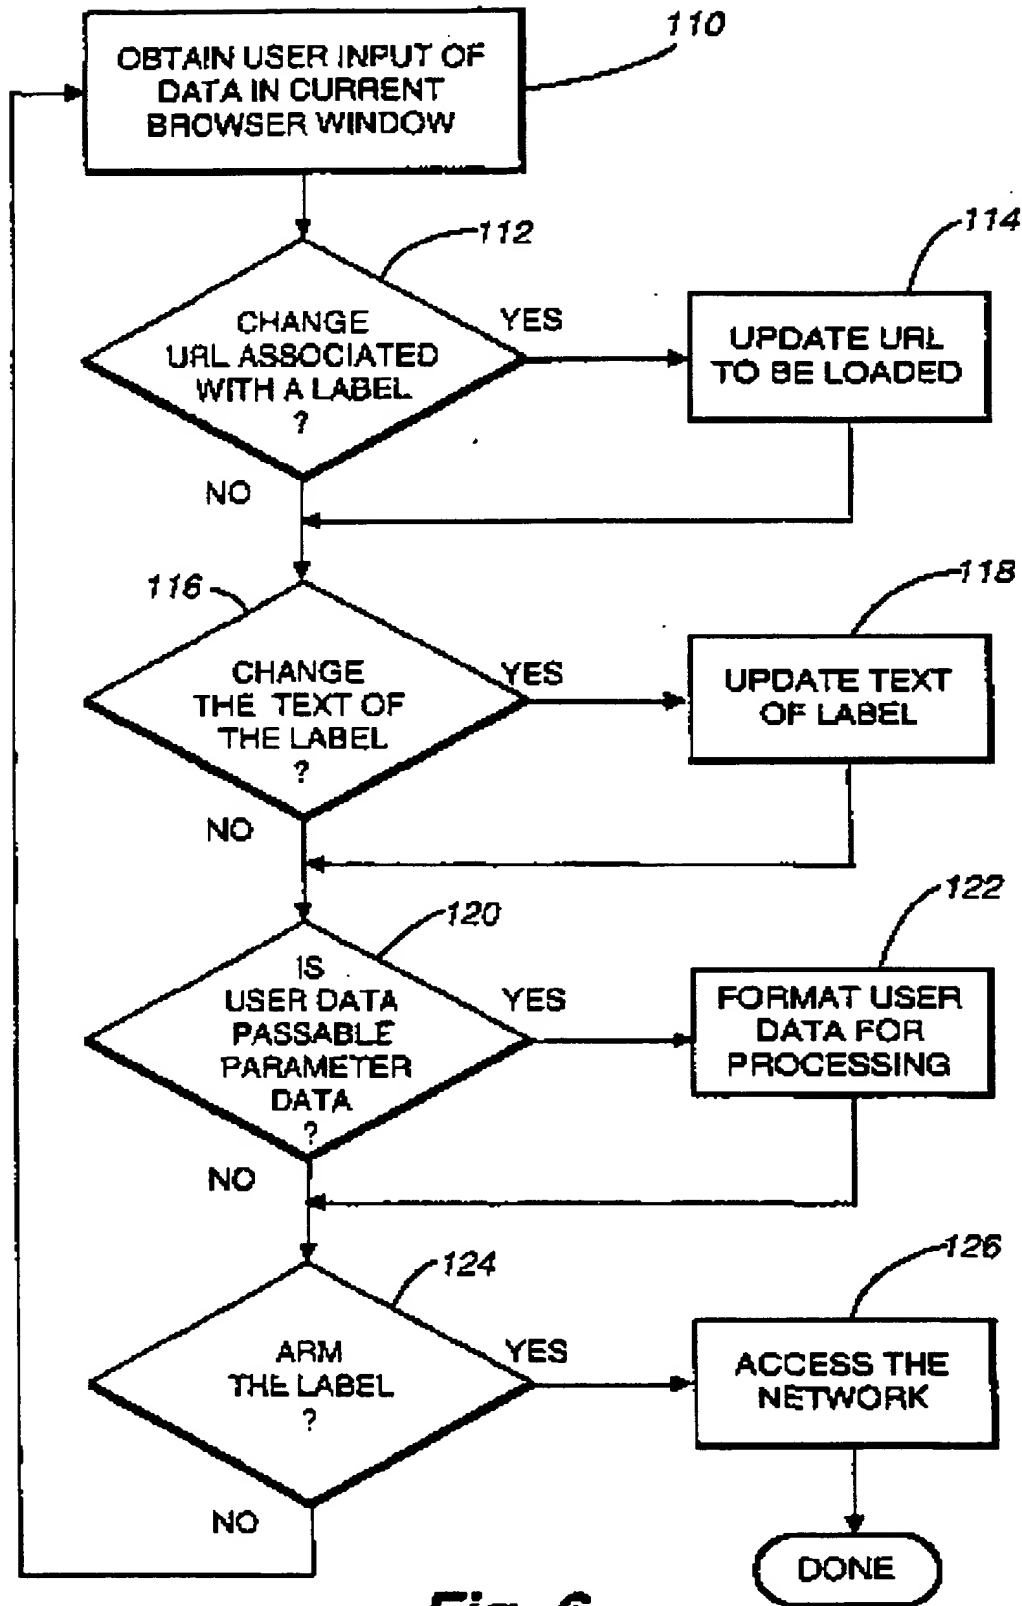 110
OBTAIN USER INPUT OF
DATA IN CURRENT
BROWSER WINDOW
112
114
CHANGE
URL ASSOCIATED
WITH A LABEL
?
YES
UPDATE URL
TO BE LOADED
NO
116
118
CHANGE
THE TEXT OF
THE LABEL
?
YES
UPDATE TEXT
OF LABEL
NO
120
122
IS
USER DATA
PASSABLE
PARAMETER
DATA
?
YES
FORMAT USER
DATA FOR
PROCESSING
NO
124
126
ARM
THE LABEL
?
YES
ACCESS THE
NETWORK
NO
DONE
Fig. 6